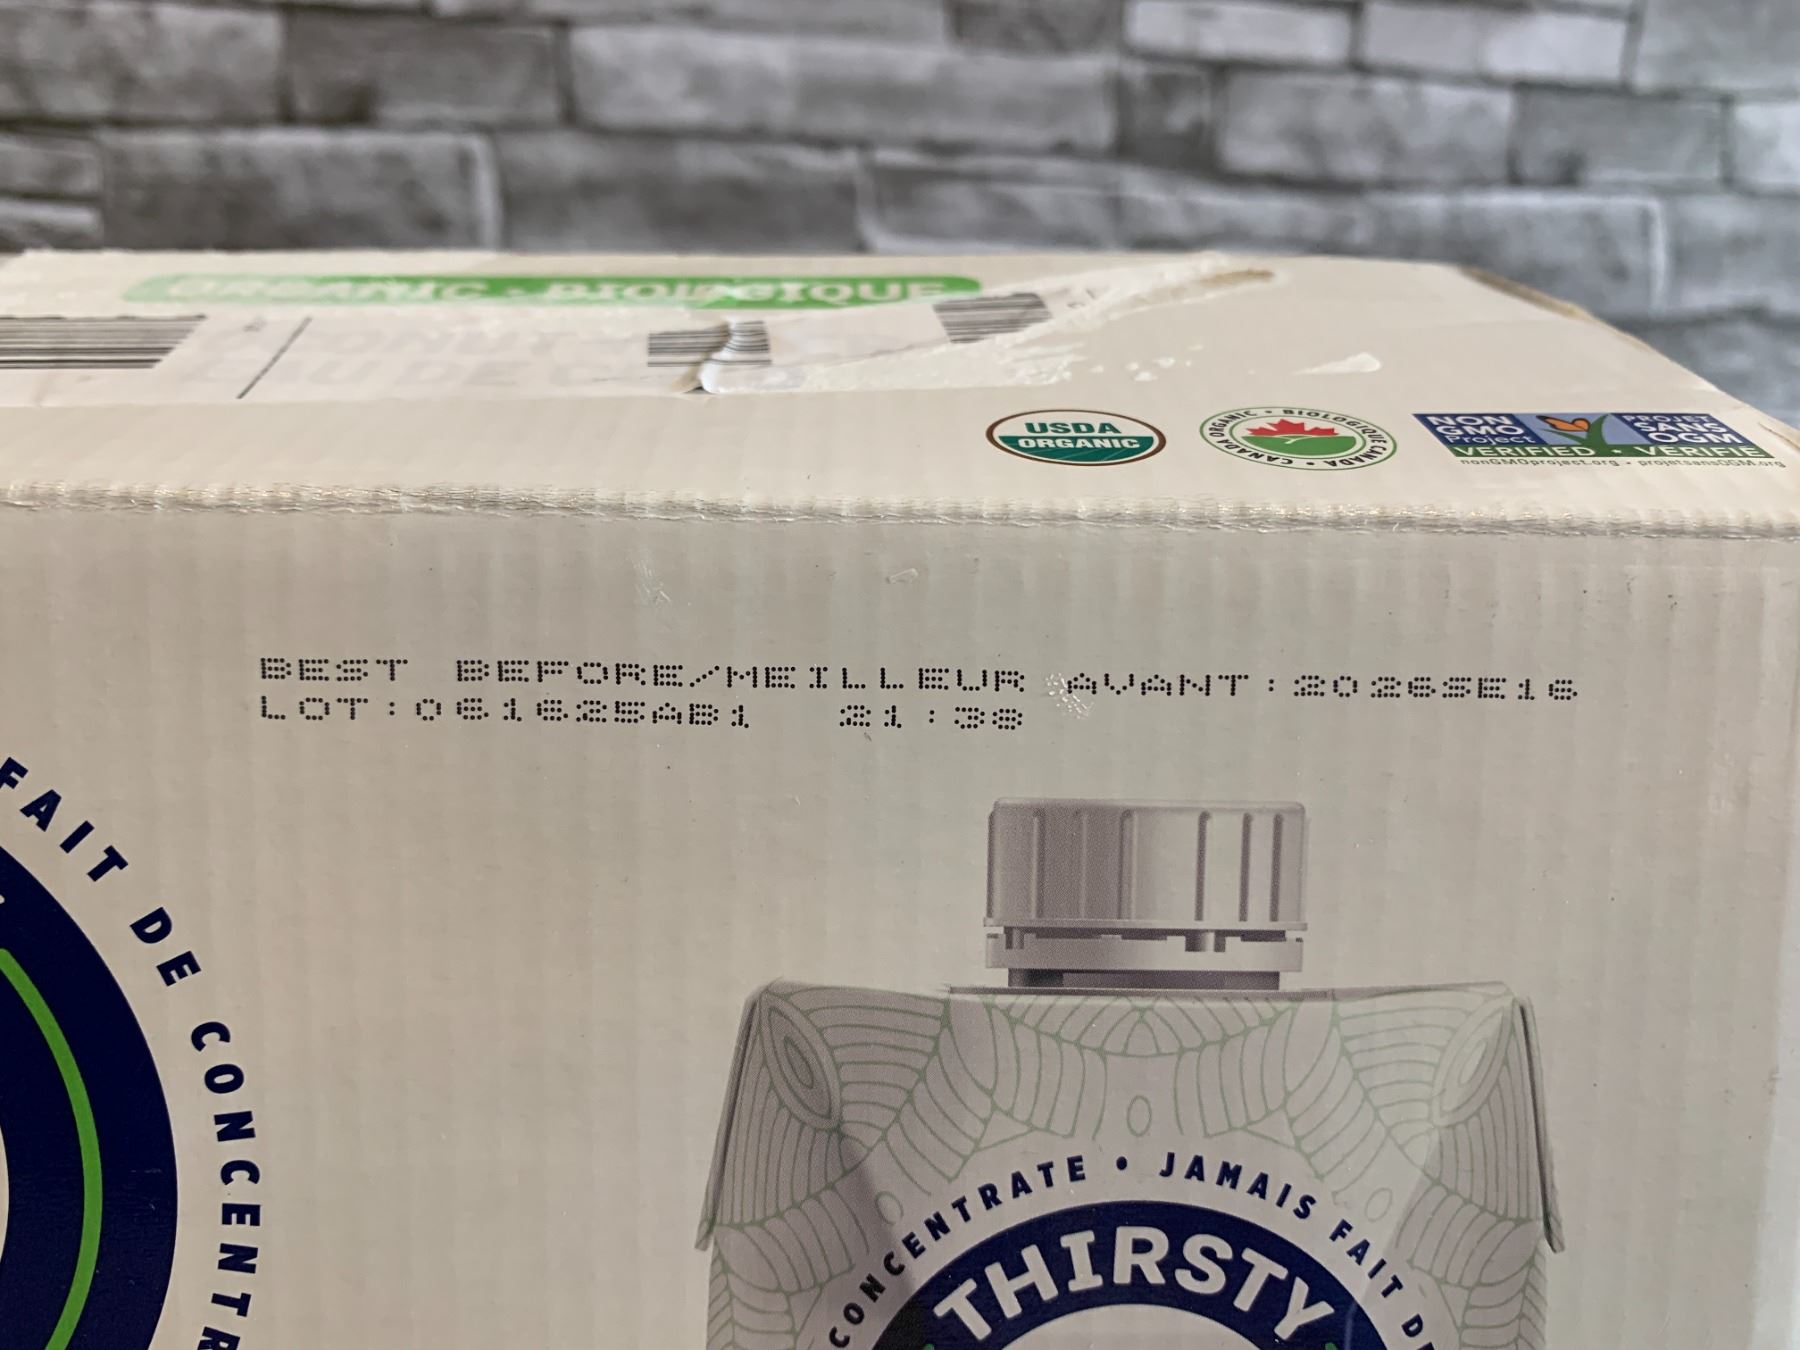 ORGANIC • BIOLOGIQUE
USDA
ORGANIC
CANADA ORGANIC • BIOLOGIQUE CANADA •
NON
GMO
Project
VERIFIED
PROJET
SANS
OGM
VÉRIFIÉ
nonGMOproject.org • projetsansOGM.org
BEST BEFORE/MEILLEUR AVANT:2026SE16
LOT:061625AB1 21:38
FAIT DE CONCENTR
CONCENTRATE • JAMAIS FAIT DE
THIRSTY